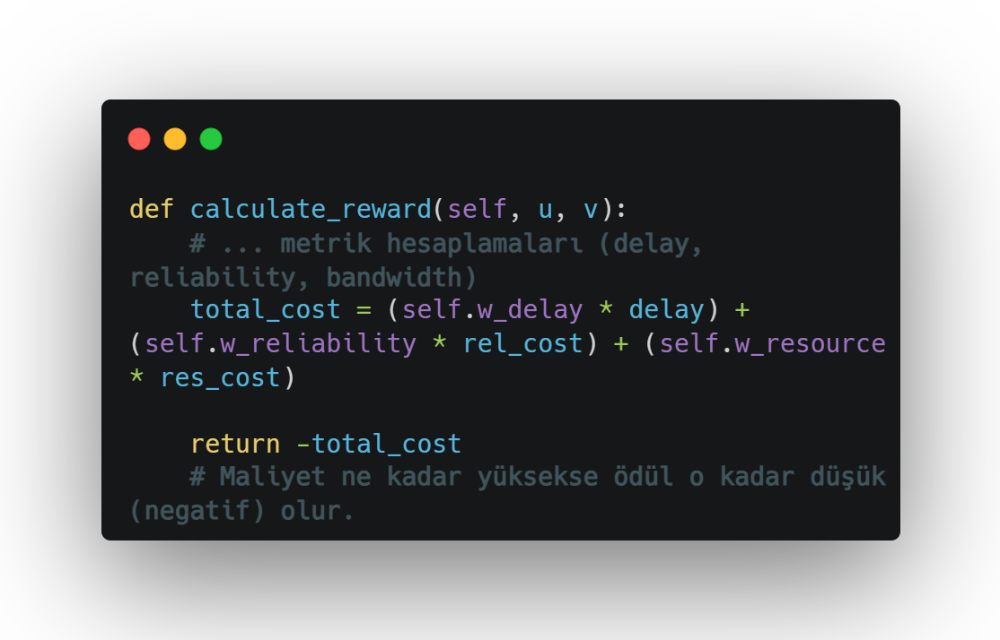 def calculate_reward(self, u, v):
    # ... metrik hesaplamaları (delay,
reliability, bandwidth)
    total_cost = (self.w_delay * delay) +
(self.w_reliability * rel_cost) + (self.w_resource
* res_cost)
    return -total_cost
    # Maliyet ne kadar yüksekse ödül o kadar düşük
(negatif) olur.